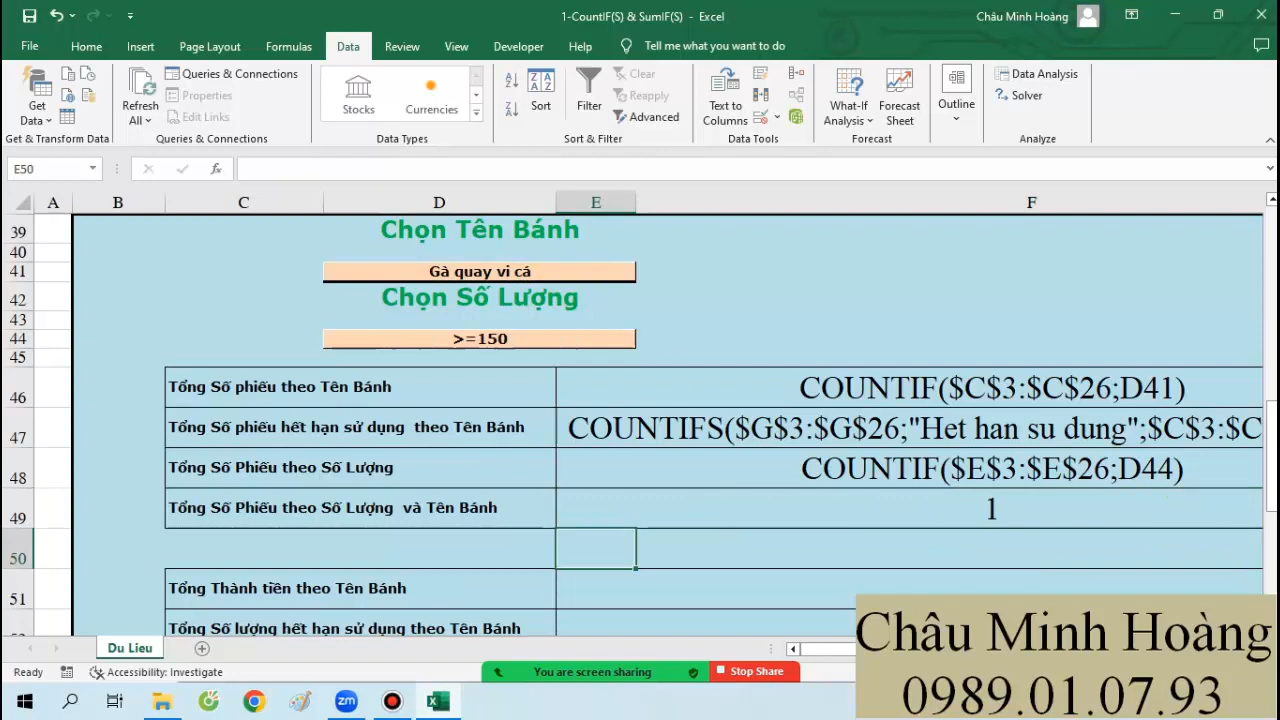 1-CountIF(S) & SumIF(S) - Excel
Châu Minh Hoàng
File Home Insert Page Layout Formulas Data Review View Developer Help Tell me what you want to do
Get Data
Refresh All
Queries & Connections
Properties
Edit Links
Stocks
Currencies
Sort
Filter
Clear
Reapply
Advanced
Text to Columns
What-If Analysis
Forecast Sheet
Outline
Data Analysis
Solver
Get & Transform Data Queries & Connections Data Types Sort & Filter Data Tools Forecast Analyze
E50 fx
A B C D E F
39 Chọn Tên Bánh
40
41 Gà quay vi cá
42 Chọn Số Lượng
43
44 >=150
45
46 Tổng Số phiếu theo Tên Bánh COUNTIF($C$3:$C$26;D41)
47 Tổng Số phiếu hết hạn sử dụng theo Tên Bánh COUNTIFS($G$3:$G$26;"Het han su dung";$C$3:$C
48 Tổng Số Phiếu theo Số Lượng COUNTIF($E$3:$E$26;D44)
49 Tổng Số Phiếu theo Số Lượng và Tên Bánh 1
50
51 Tổng Thành tiền theo Tên Bánh
Tổng Số lượng hết hạn sử dụng theo Tên Bánh
Du Lieu
Ready Accessibility: Investigate
You are screen sharing Stop Share
Châu Minh Hoàng
0989.01.07.93
zm